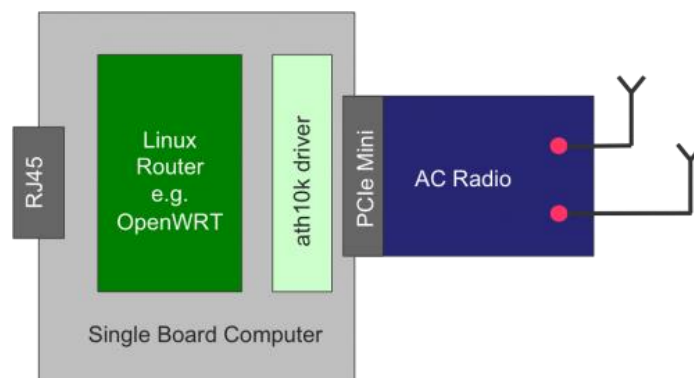 RJ45
Linux
Router
e.g.
OpenWRT
ath10k driver
PCIe Mini
AC Radio
Single Board Computer